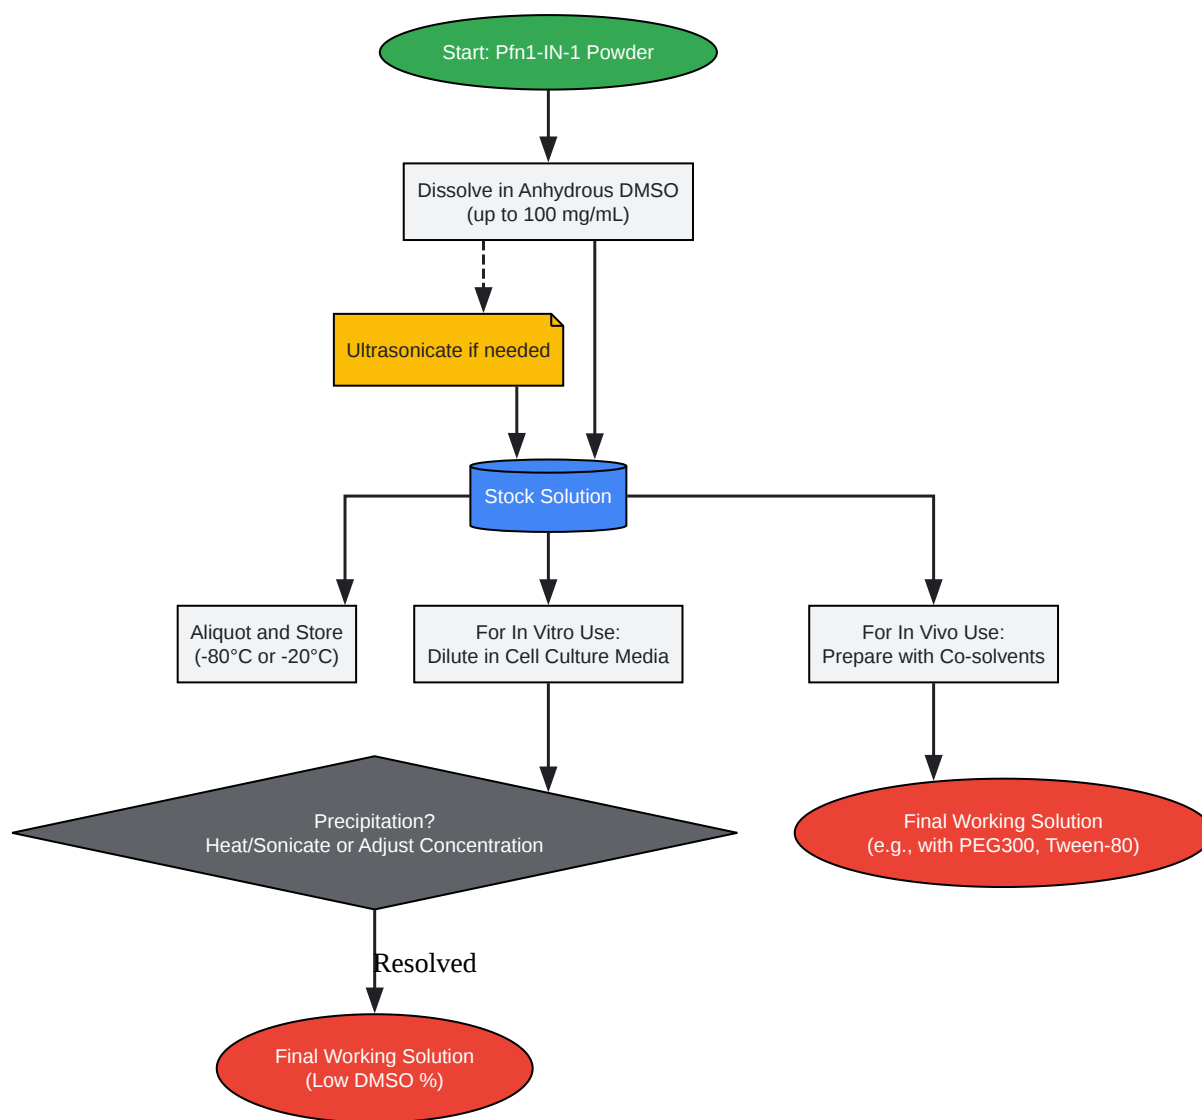 Start: Pfn1-IN-1 Powder
Dissolve in Anhydrous DMSO
(up to 100 mg/mL)
Ultrasonicate if needed
Stock Solution
Aliquot and Store
(-80°C or -20°C)
For In Vitro Use:
Dilute in Cell Culture Media
For In Vivo Use:
Prepare with Co-solvents
Precipitation?
Heat/Sonicate or Adjust Concentration
Final Working Solution
(e.g., with PEG300, Tween-80)
Resolved
Final Working Solution
(Low DMSO %)